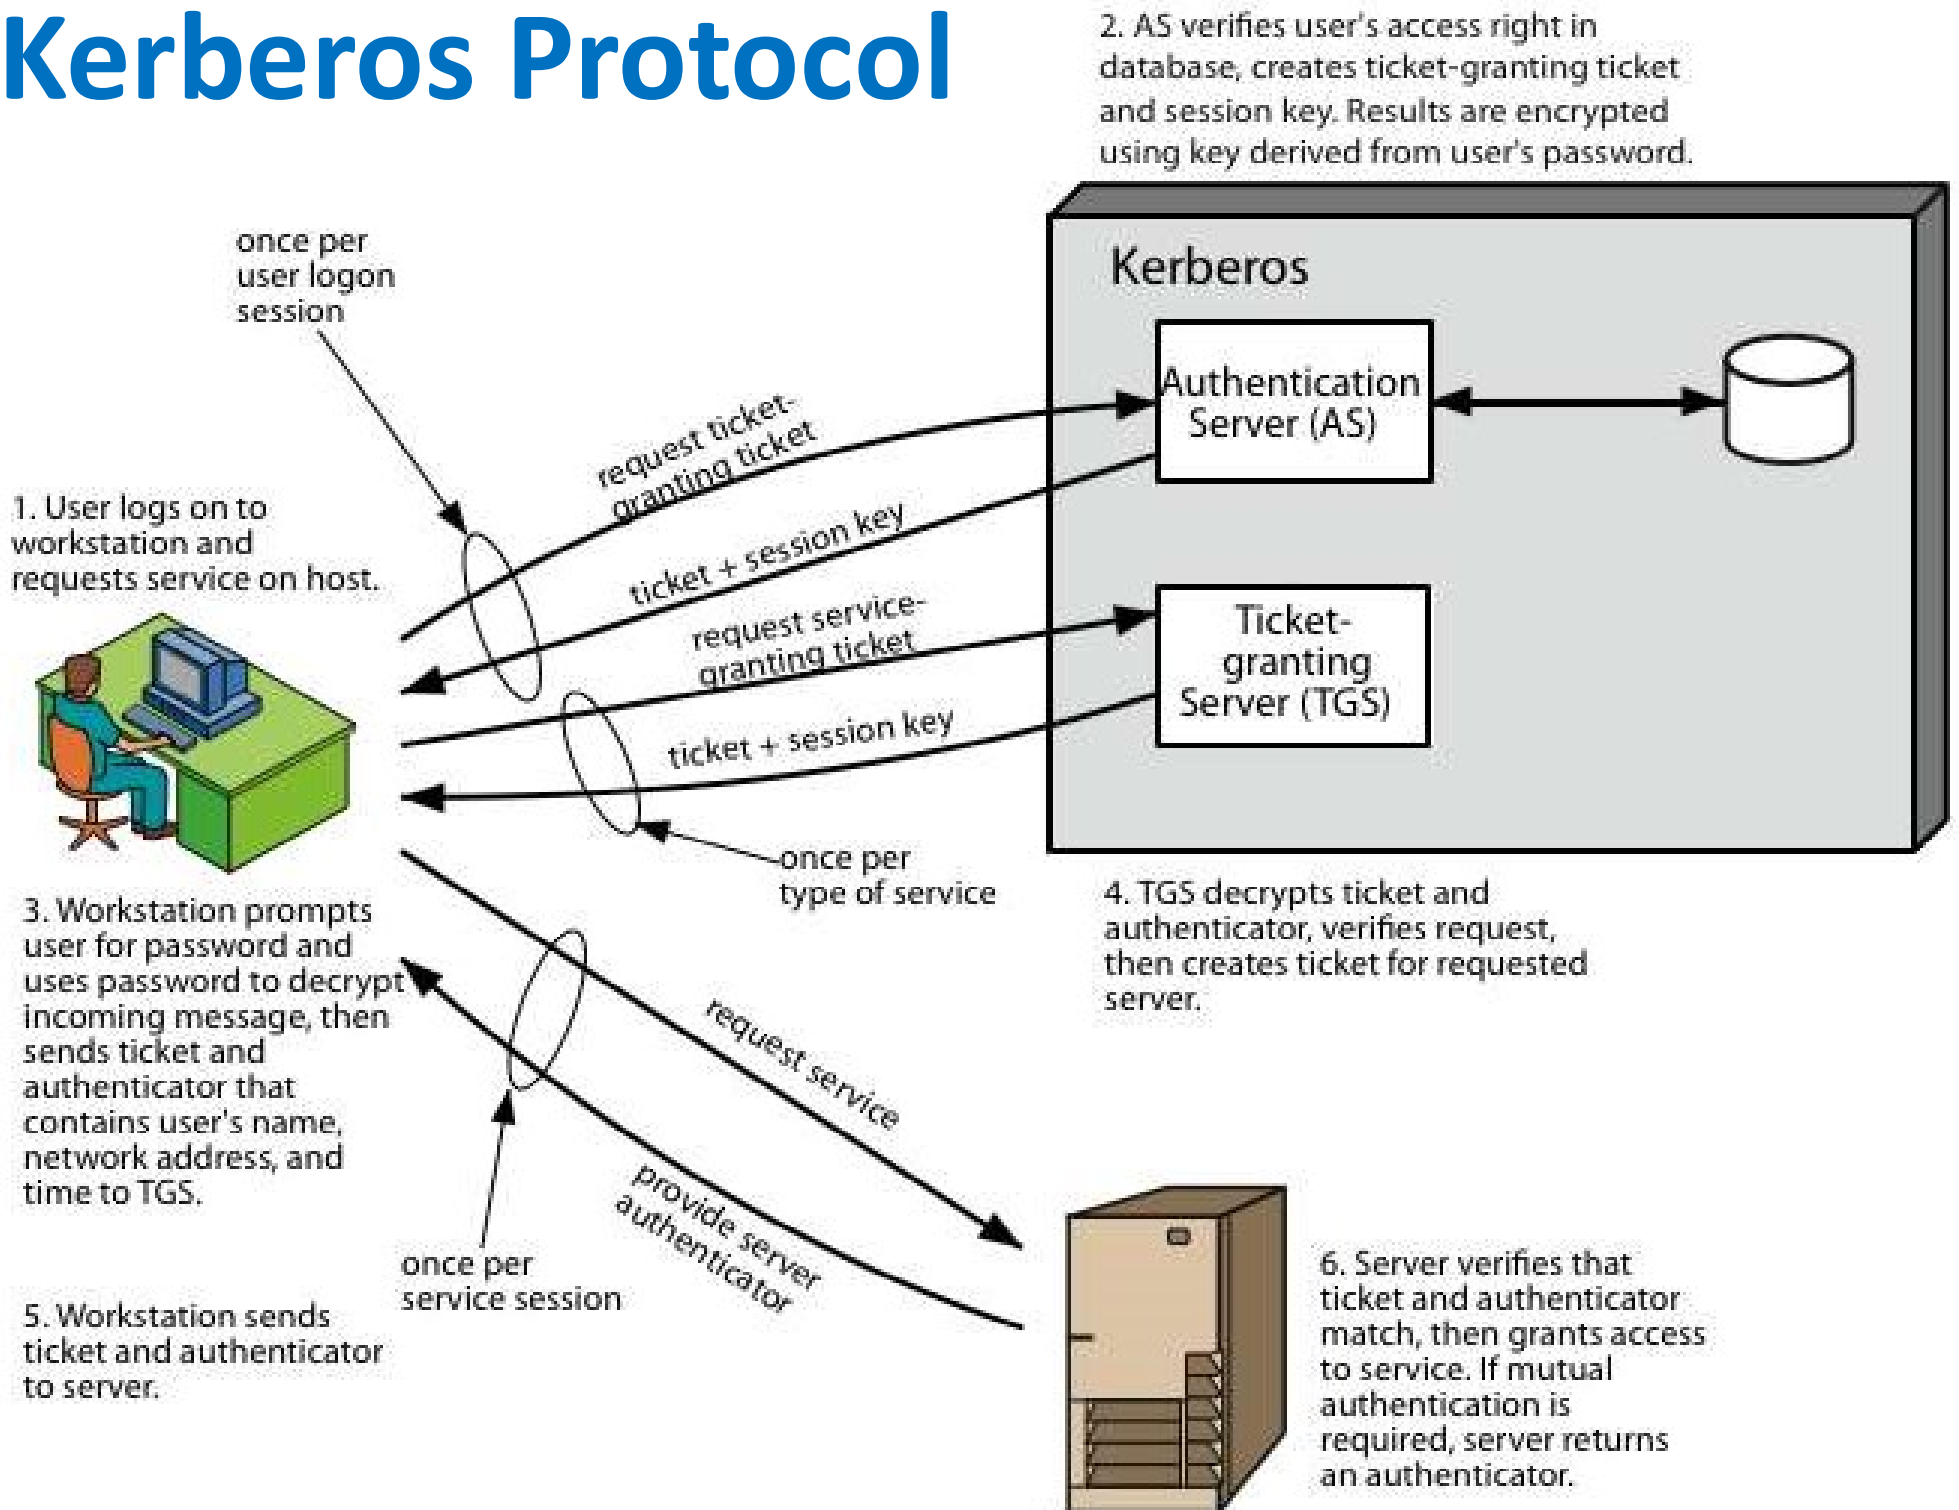 Kerberos Protocol
2. AS verifies user's access right in
database, creates ticket-granting ticket
and session key. Results are encrypted
using key derived from user's password.
once per
user logon
session
Kerberos
Authentication
Server (AS)
request ticket-
granting ticket
ticket + session key
1. User logs on to
workstation and
requests service on host.
request service-
granting ticket
ticket + session key
Ticket-
granting
Server (TGS)
once per
type of service
3. Workstation prompts
user for password and
uses password to decrypt
incoming message, then
sends ticket and
authenticator that
contains user's name,
network address, and
time to TGS.
4. TGS decrypts ticket and
authenticator, verifies request,
then creates ticket for requested
server.
request service
provide server
authenticator
once per
service session
5. Workstation sends
ticket and authenticator
to server.
6. Server verifies that
ticket and authenticator
match, then grants access
to service. If mutual
authentication is
required, server returns
an authenticator.